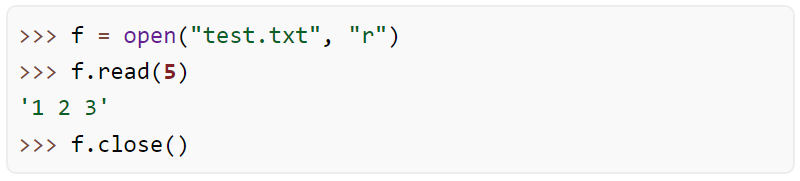 >>> f = open("test.txt", "r")
>>> f.read(5)
'1 2 3'
>>> f.close()